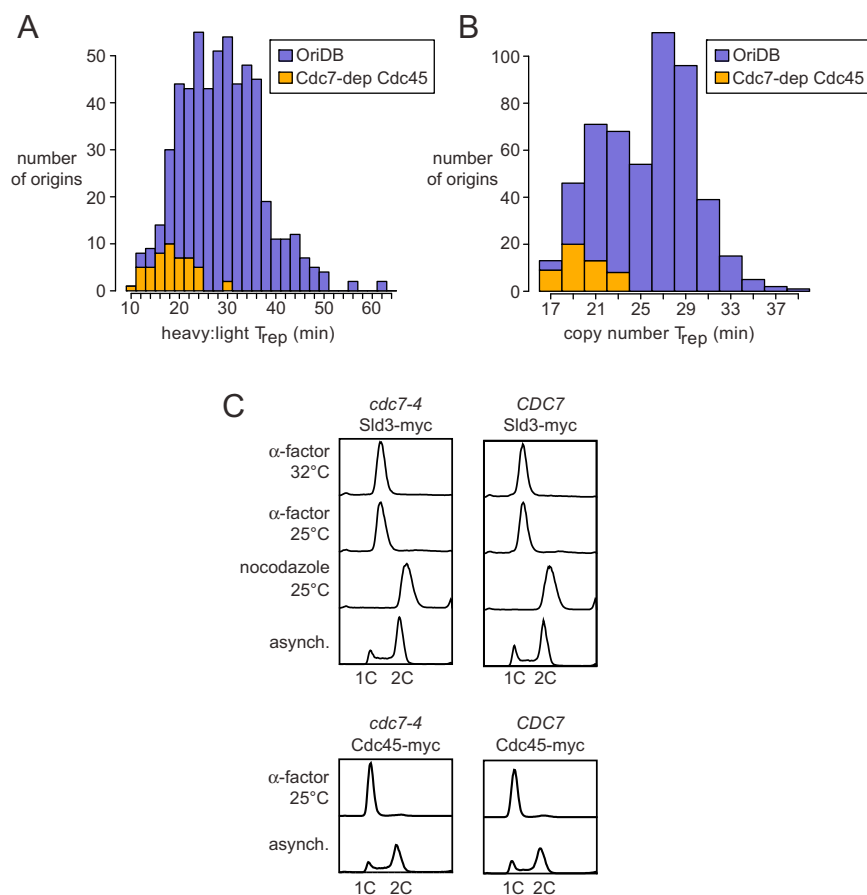 A
50
40
30
20
10
0
number
of origins
OriDB
Cdc7-dep Cdc45
10 20 30 40 50 60
heavy:light Trep (min)
B
100
80
60
40
20
0
number
of origins
OriDB
Cdc7-dep Cdc45
17 21 25 29 33 37
copy number Trep (min)
C
cdc7-4
Sld3-myc
CDC7
Sld3-myc
α-factor
32°C
α-factor
25°C
nocodazole
25°C
asynch.
1C 2C
1C 2C
cdc7-4
Cdc45-myc
CDC7
Cdc45-myc
α-factor
25°C
asynch.
1C 2C
1C 2C